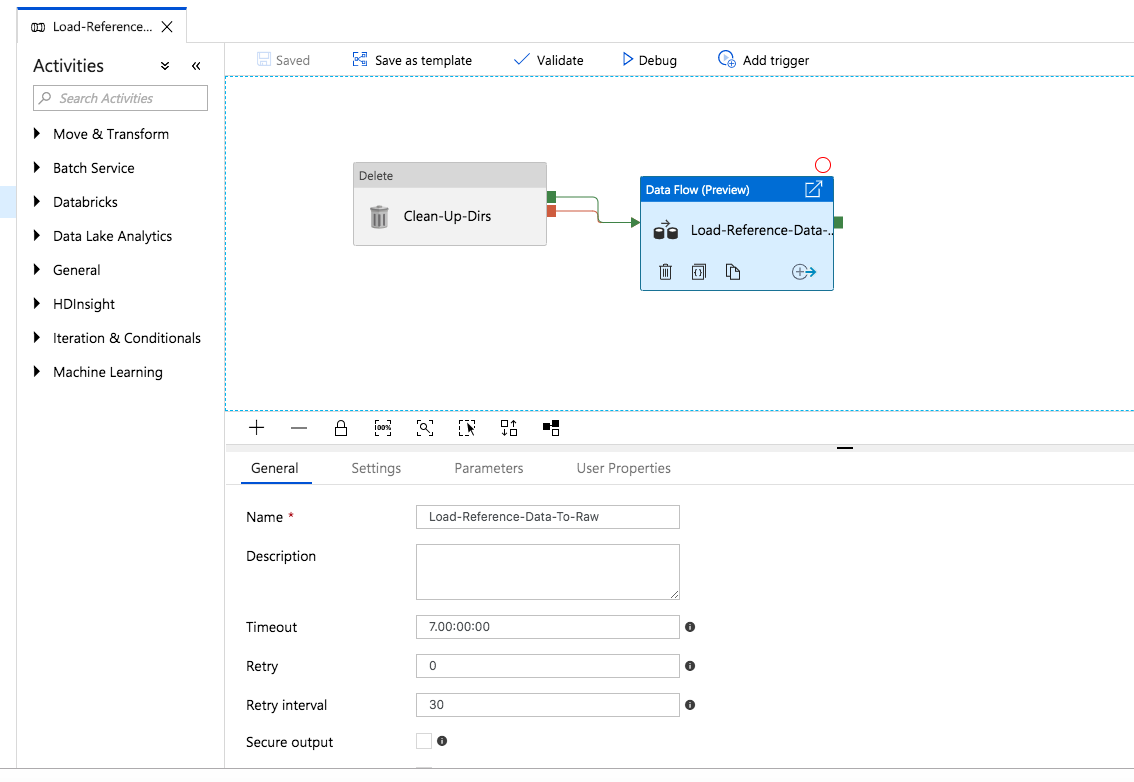 Load-Reference...
Activities
Search Activities
Move & Transform
Batch Service
Databricks
Data Lake Analytics
General
HDInsight
Iteration & Conditionals
Machine Learning
Saved
Save as template
Validate
Debug
Add trigger
Delete
Clean-Up-Dirs
Data Flow (Preview)
Load-Reference-Data-...
100%
General
Settings
Parameters
User Properties
Name *
Load-Reference-Data-To-Raw
Description
Timeout
7.00:00:00
Retry
0
Retry interval
30
Secure output